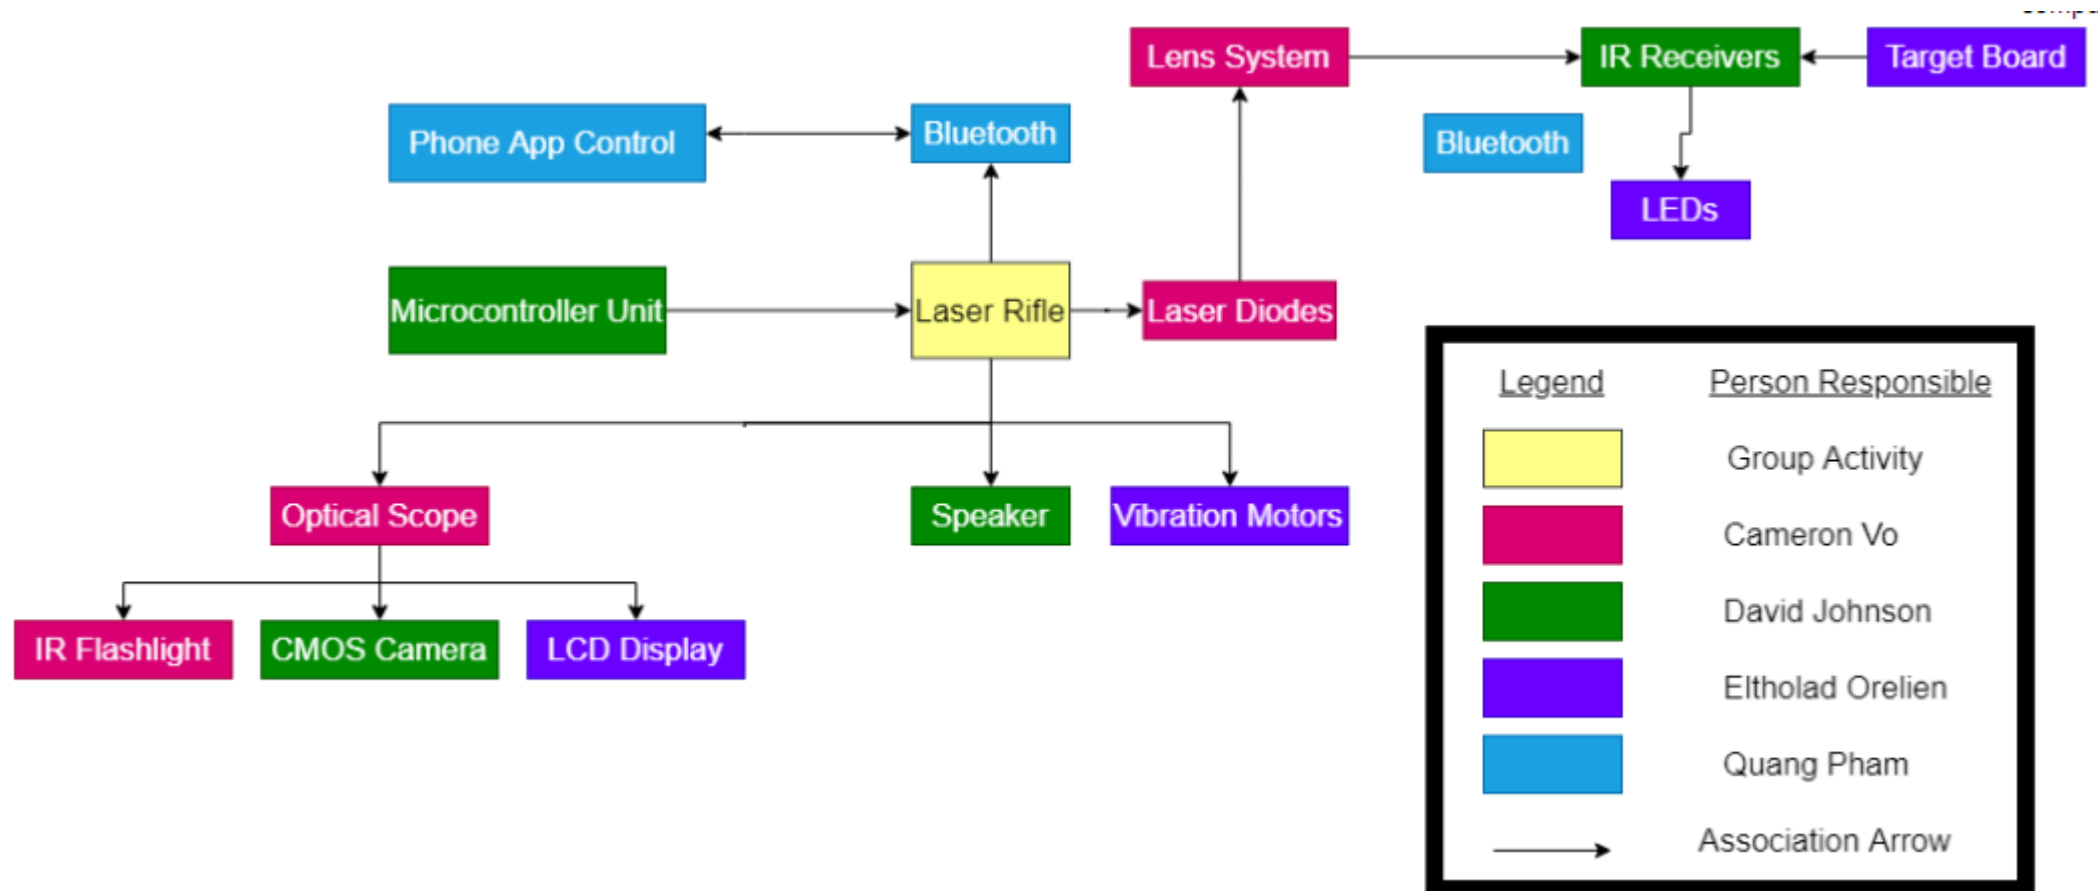 Lens System
IR Receivers
Target Board
Phone App Control
Bluetooth
Bluetooth
LEDs
Microcontroller Unit
Laser Rifle
Laser Diodes
Optical Scope
Speaker
Vibration Motors
IR Flashlight
CMOS Camera
LCD Display
Legend Person Responsible
Group Activity
Cameron Vo
David Johnson
Eltholad Orelien
Quang Pham
Association Arrow